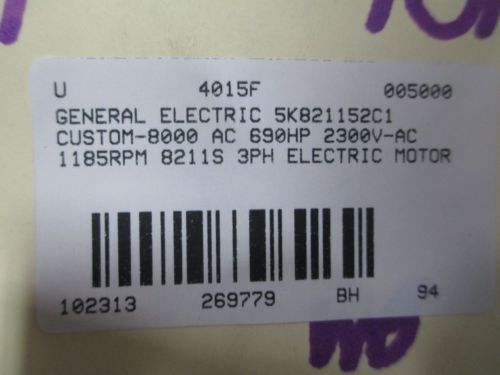 U 4015F 005000
GENERAL ELECTRIC 5K821152C1
CUSTOM-8000 AC 690HP 2300V-AC
1185RPM 8211S 3PH ELECTRIC MOTOR
102313 269779 BH 94